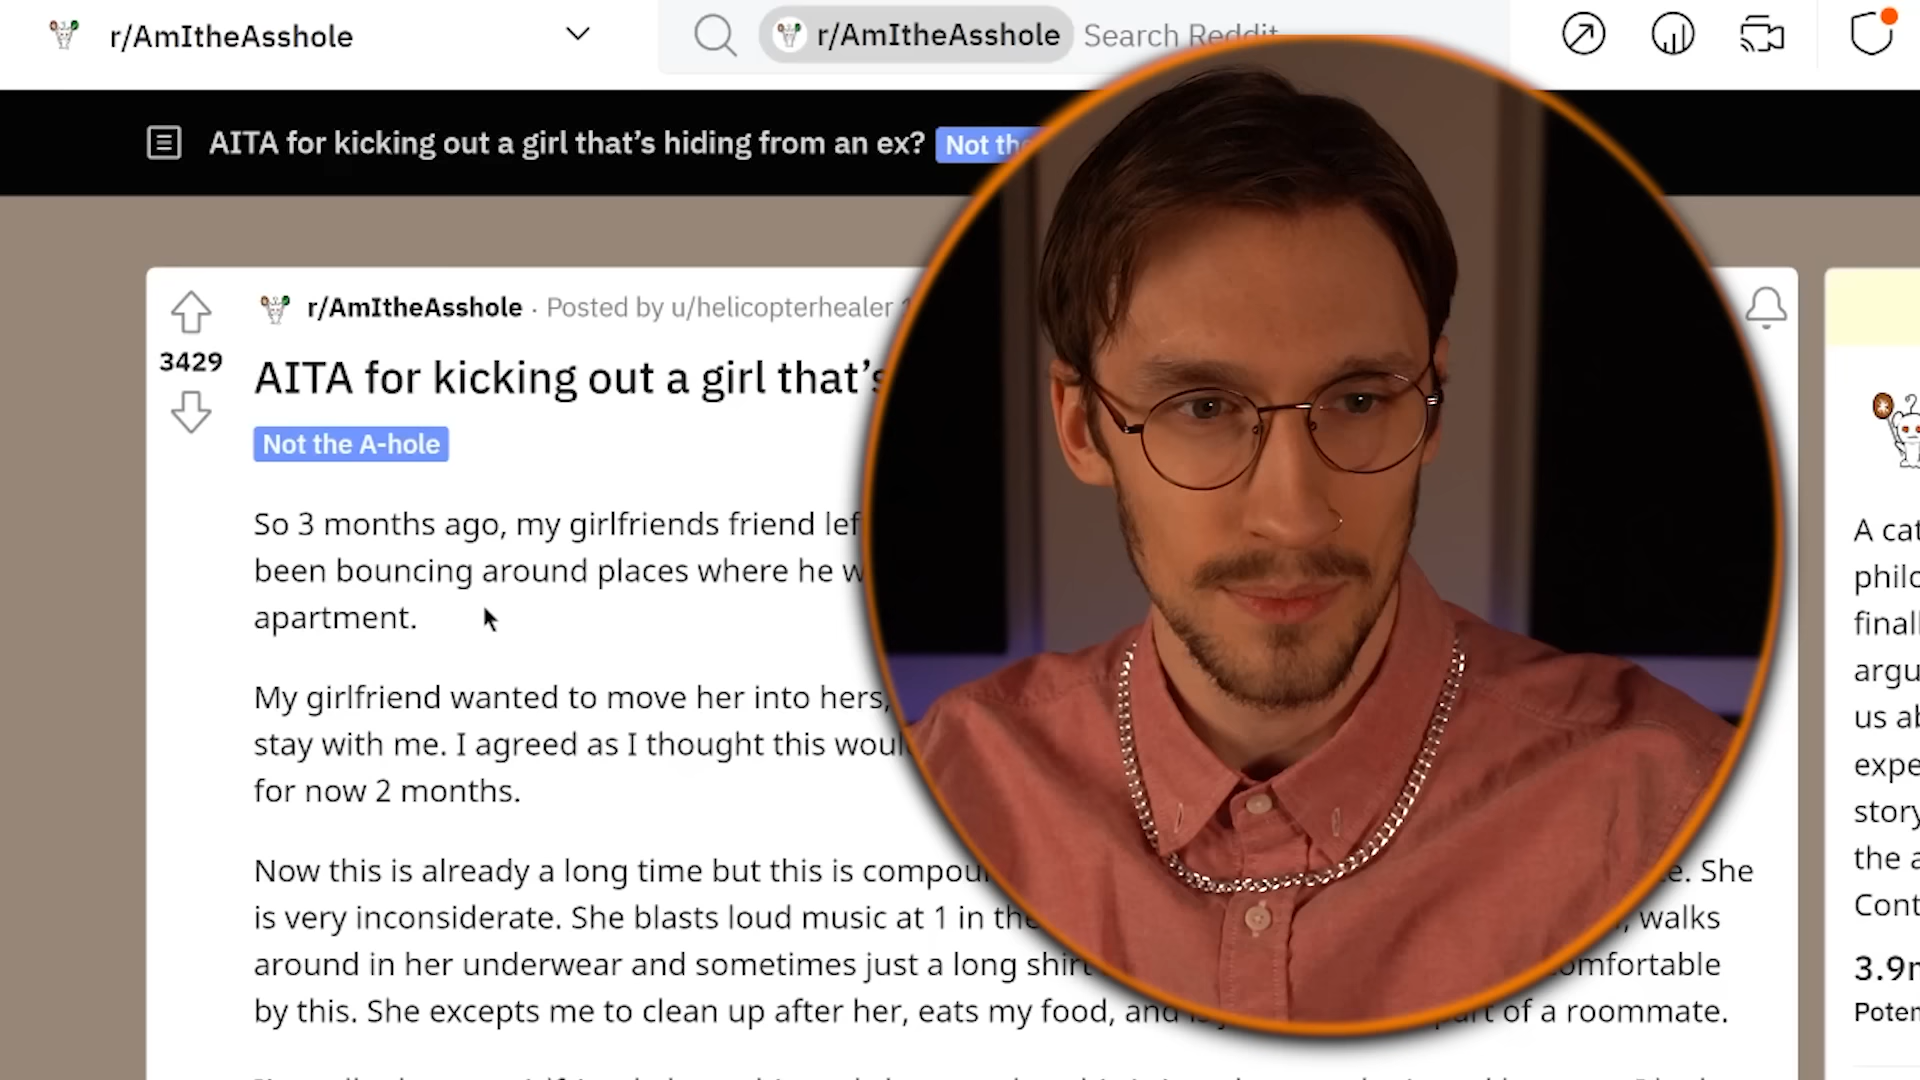 r/AmItheAsshole
r/AmItheAsshole Search Reddit
AITA for kicking out a girl that's hiding from an ex? Not the
r/AmItheAsshole · Posted by u/helicopterhealer
3429
AITA for kicking out a girl that's
Not the A-hole
So 3 months ago, my girlfriends friend lef
been bouncing around places where he w
apartment.
My girlfriend wanted to move her into hers,
stay with me. I agreed as I thought this woul
for now 2 months.
Now this is already a long time but this is compou e. She
is very inconsiderate. She blasts loud music at 1 in the , walks
around in her underwear and sometimes just a long shirt omfortable
by this. She excepts me to clean up after her, eats my food, and part of a roommate.
A cat
philo
finall
argu
us ab
expe
story
the a
Cont
3.9m
Poten